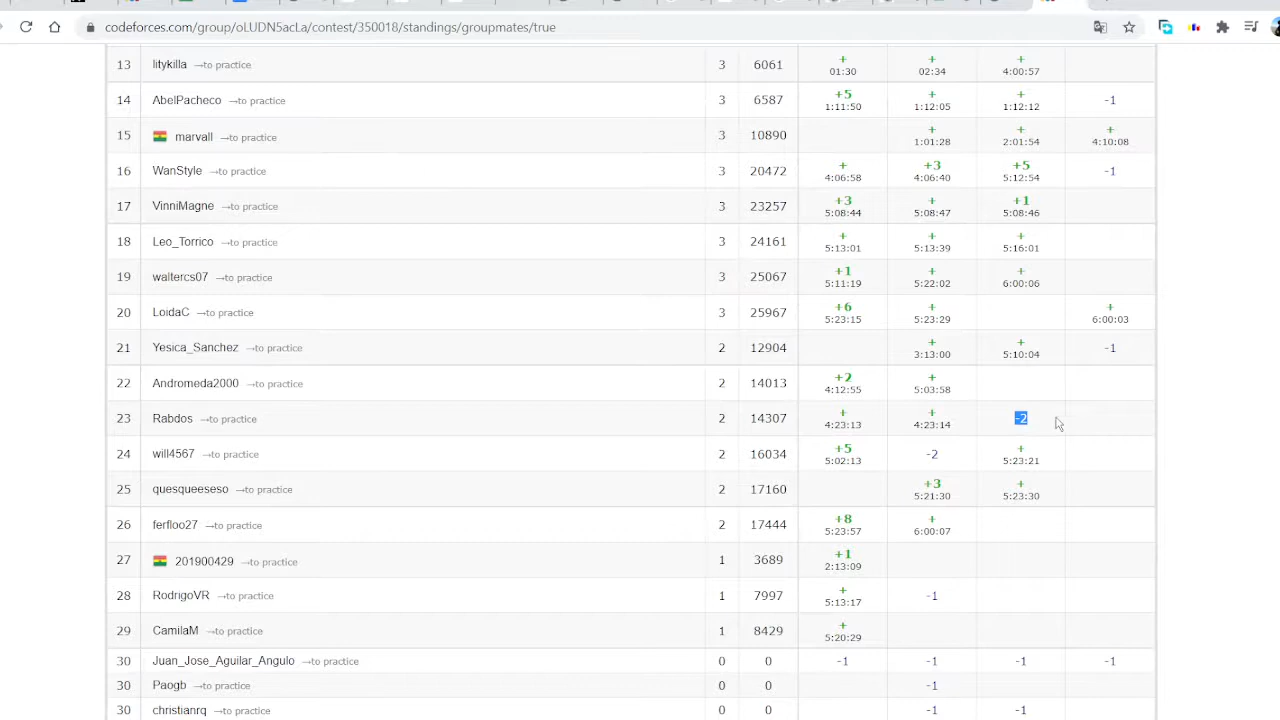 codeforces.com/group/oLUDN5acLa/contest/350018/standings/groupmates/true
13 litykilla →to practice 3 6061 + + +
01:30 02:34 4:00:57
14 AbelPacheco →to practice 3 6587 +5 + + -1
1:11:50 1:12:05 1:12:12
15 marvall →to practice 3 10890 + + +
1:01:28 2:01:54 4:10:08
16 WanStyle →to practice 3 20472 + +3 +5 -1
4:06:58 4:06:40 5:12:54
17 VinniMagne →to practice 3 23257 +3 + +1
5:08:44 5:08:47 5:08:46
18 Leo_Torrico →to practice 3 24161 + + +
5:13:01 5:13:39 5:16:01
19 waltercs07 →to practice 3 25067 +1 + +
5:11:19 5:22:02 6:00:06
20 LoidaC →to practice 3 25967 +6 + +
5:23:15 5:23:29 6:00:03
21 Yesica_Sanchez →to practice 2 12904 + + -1
3:13:00 5:10:04
22 Andromeda2000 →to practice 2 14013 +2 +
4:12:55 5:03:58
23 Rabdos →to practice 2 14307 + + -2
4:23:13 4:23:14
24 will4567 →to practice 2 16034 +5 -2 +
5:02:13 5:23:21
25 quesqueeseso →to practice 2 17160 +3 +
5:21:30 5:23:30
26 ferfloo27 →to practice 2 17444 +8 +
5:23:57 6:00:07
27 201900429 →to practice 1 3689 +1
2:13:09
28 RodrigoVR →to practice 1 7997 + -1
5:13:17
29 CamilaM →to practice 1 8429 +
5:20:29
30 Juan_Jose_Aguilar_Angulo →to practice 0 0 -1 -1 -1 -1
30 Paogb →to practice 0 0 -1
30 christianrq →to practice 0 0 -1 -1